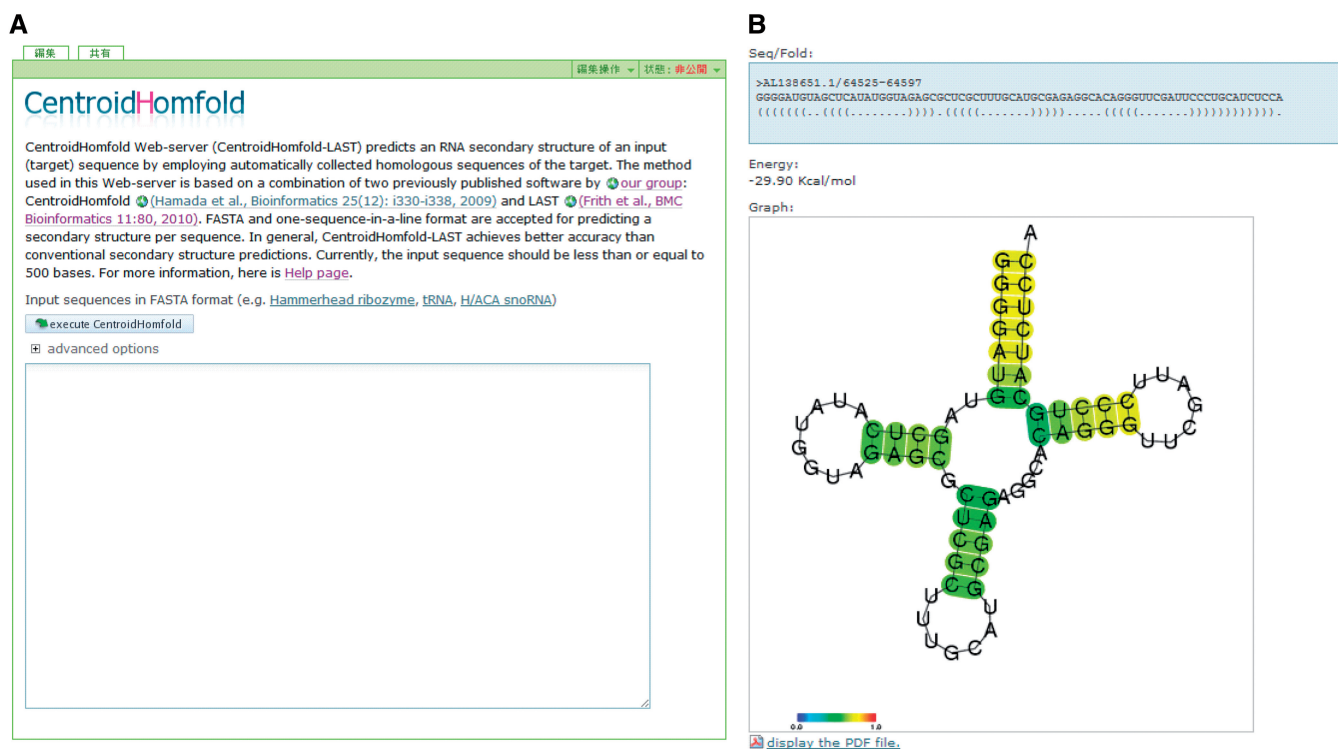 A
編集 共有
編集操作 状態：非公開
CentroidHomfold
CentroidHomfold Web-server (CentroidHomfold-LAST) predicts an RNA secondary structure of an input
(target) sequence by employing automatically collected homologous sequences of the target. The method
used in this Web-server is based on a combination of two previously published software by our group:
CentroidHomfold (Hamada et al., Bioinformatics 25(12): i330-i338, 2009) and LAST (Frith et al., BMC
Bioinformatics 11:80, 2010). FASTA and one-sequence-in-a-line format are accepted for predicting a
secondary structure per sequence. In general, CentroidHomfold-LAST achieves better accuracy than
conventional secondary structure predictions. Currently, the input sequence should be less than or equal to
500 bases. For more information, here is Help page.
Input sequences in FASTA format (e.g. Hammerhead ribozyme, tRNA, H/ACA snoRNA)
execute CentroidHomfold
advanced options
B
Seq/Fold:
>AL138651.1/64525-64597
GGGGAUGUAGCUCAUAUGGUAGAGCGCUCGCUUUGCAUGCGAGAGGCACAGGGUUCGAUUCCCUGCAUCUCCA
(((((((..((((........)))).(((((.......))))).....(((((.......)))))))))))).
Energy:
-29.90 Kcal/mol
Graph:
G G G G A U G U A G C U C A U A U G G U A G A G C G C U C G C U U U G C A U G C G A G A G G C A C A G G G U U C G A U U C C C U G C A U C U C C A
0.0 1.0
display the PDF file.